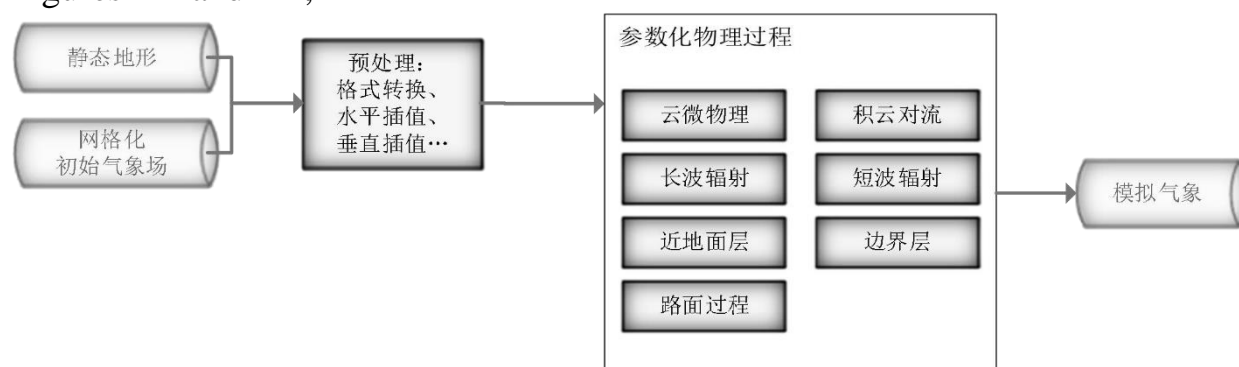 静态地形
网格化
初始气象场
预处理：
格式转换、
水平插值、
垂直插值…
参数化物理过程
云微物理
积云对流
长波辐射
短波辐射
近地面层
边界层
路面过程
模拟气象